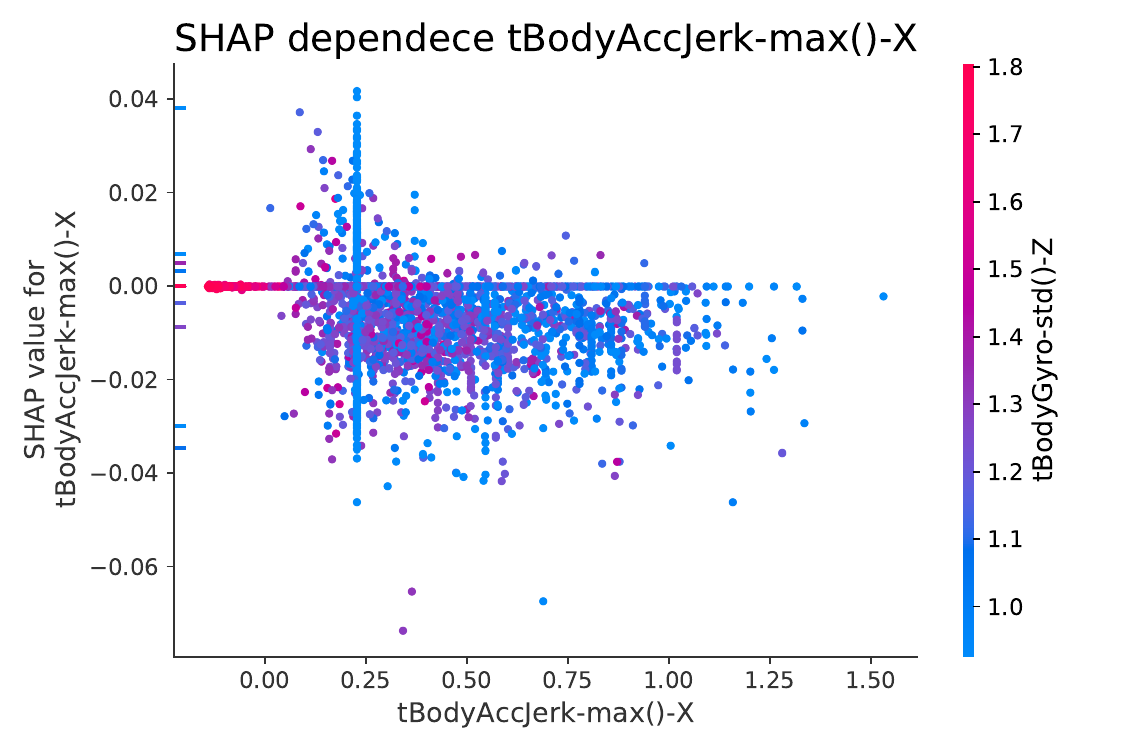 SHAP dependece tBodyAccJerk-max()-X
0.04
0.02
0.00
−0.02
−0.04
−0.06
SHAP value for
tBodyAccJerk-max()-X
0.00 0.25 0.50 0.75 1.00 1.25 1.50
tBodyAccJerk-max()-X
1.8
1.7
1.6
1.5
1.4
1.3
1.2
1.1
1.0
tBodyGyro-std()-Z